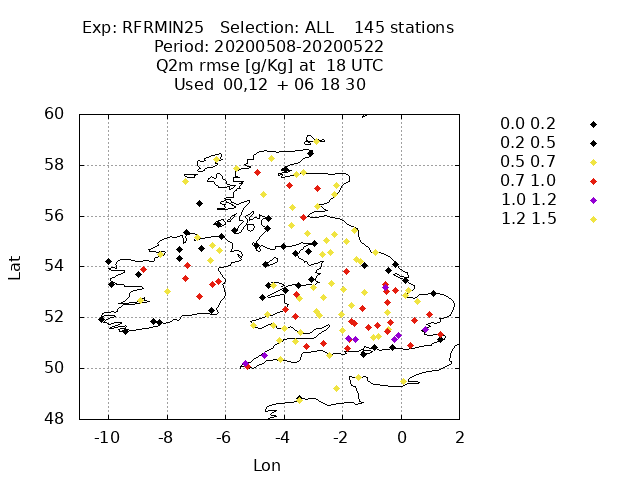 Exp: RFRMIN25 Selection: ALL 145 stations
Period: 20200508-20200522
Q2m rmse [g/Kg] at 18 UTC
Used 00,12 + 06 18 30
60
58
56
54
52
50
48
Lat
-10 -8 -6 -4 -2 0 2
Lon
0.0 0.2
0.2 0.5
0.5 0.7
0.7 1.0
1.0 1.2
1.2 1.5